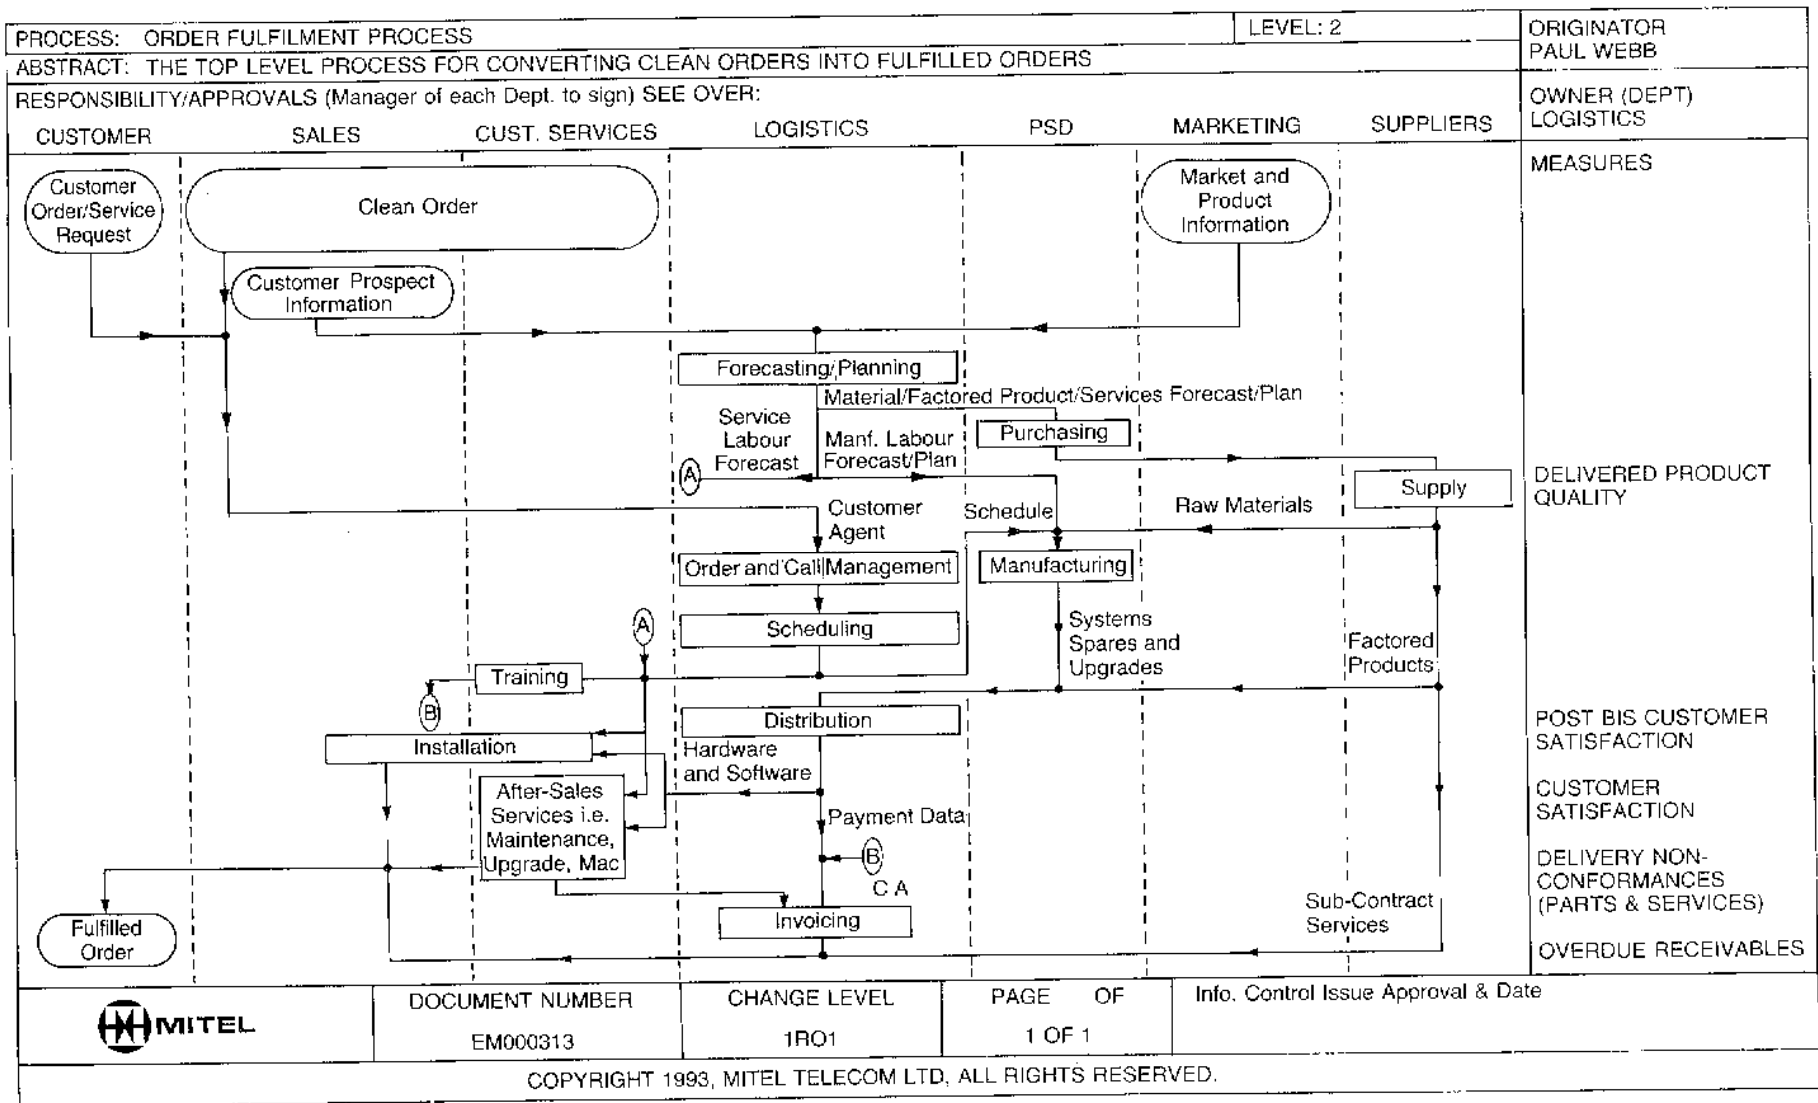 PROCESS: ORDER FULFILMENT PROCESS
LEVEL: 2
ORIGINATOR
PAUL WEBB
ABSTRACT: THE TOP LEVEL PROCESS FOR CONVERTING CLEAN ORDERS INTO FULFILLED ORDERS
RESPONSIBILITY/APPROVALS (Manager of each Dept. to sign) SEE OVER:
OWNER (DEPT)
LOGISTICS
CUSTOMER
SALES
CUST. SERVICES
LOGISTICS
PSD
MARKETING
SUPPLIERS
MEASURES
Customer
Order/Service
Request
Clean Order
Market and
Product
Information
Customer Prospect
Information
Forecasting/Planning
Material/Factored Product/Services Forecast/Plan
Service
Labour
Forecast
Manf. Labour
Forecast/Plan
Purchasing
A
Supply
DELIVERED PRODUCT
QUALITY
Customer
Agent
Schedule
Raw Materials
Order and Call Management
Manufacturing
A
Scheduling
Systems
Spares and
Upgrades
Factored
Products
Training
B
Distribution
Installation
Hardware
and Software
POST BIS CUSTOMER
SATISFACTION
After-Sales
Services i.e.
Maintenance,
Upgrade, Mac
Payment Data
CUSTOMER
SATISFACTION
B
C A
DELIVERY NON-
CONFORMANCES
(PARTS & SERVICES)
Invoicing
Sub-Contract
Services
Fulfilled
Order
OVERDUE RECEIVABLES
MITEL
DOCUMENT NUMBER
EM000313
CHANGE LEVEL
1RO1
PAGE OF
1 OF 1
Info. Control Issue Approval & Date
COPYRIGHT 1993, MITEL TELECOM LTD, ALL RIGHTS RESERVED.